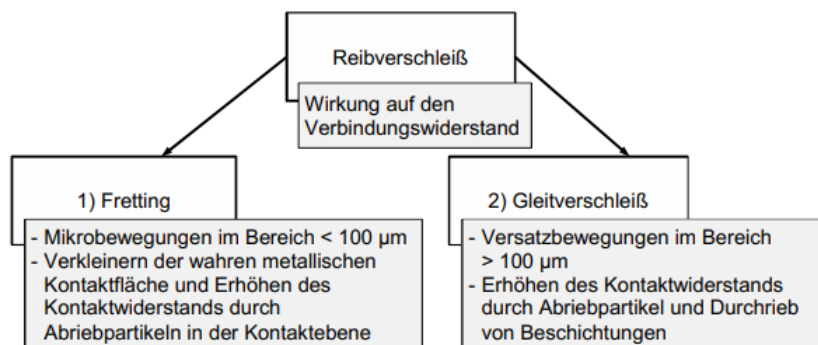 Reibverschleiß
Wirkung auf den
Verbindungswiderstand
1) Fretting
- Mikrobewegungen im Bereich < 100 µm
- Verkleinern der wahren metallischen
Kontaktfläche und Erhöhen des
Kontaktwiderstands durch
Abriebpartikeln in der Kontaktebene
2) Gleitverschleiß
- Versatzbewegungen im Bereich
> 100 µm
- Erhöhen des Kontaktwiderstands
durch Abriebpartikel und Durchrieb
von Beschichtungen